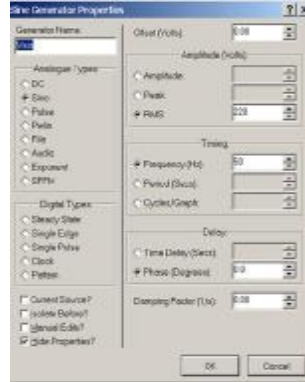 Sine Generator Properties
? X
Generator Name:
Analogue Types:
DC
Sine
Pulse
Pwlin
File
Audio
Exponent
SFFM
Digital Types:
Steady State
Single Edge
Single Pulse
Clock
Pattern
Current Source?
Isolate Before?
Manual Edits?
Hide Properties?
Offset (Volts)
0.00
Amplitude (Volts):
Amplitude:
Peak:
RMS:
220
Timing:
Frequency (Hz):
50
Period (Secs):
Cycles/Graph:
Delay:
Time Delay (Secs):
Phase (Degrees):
0.0
Damping Factor (1/s):
0.00
OK
Cancel